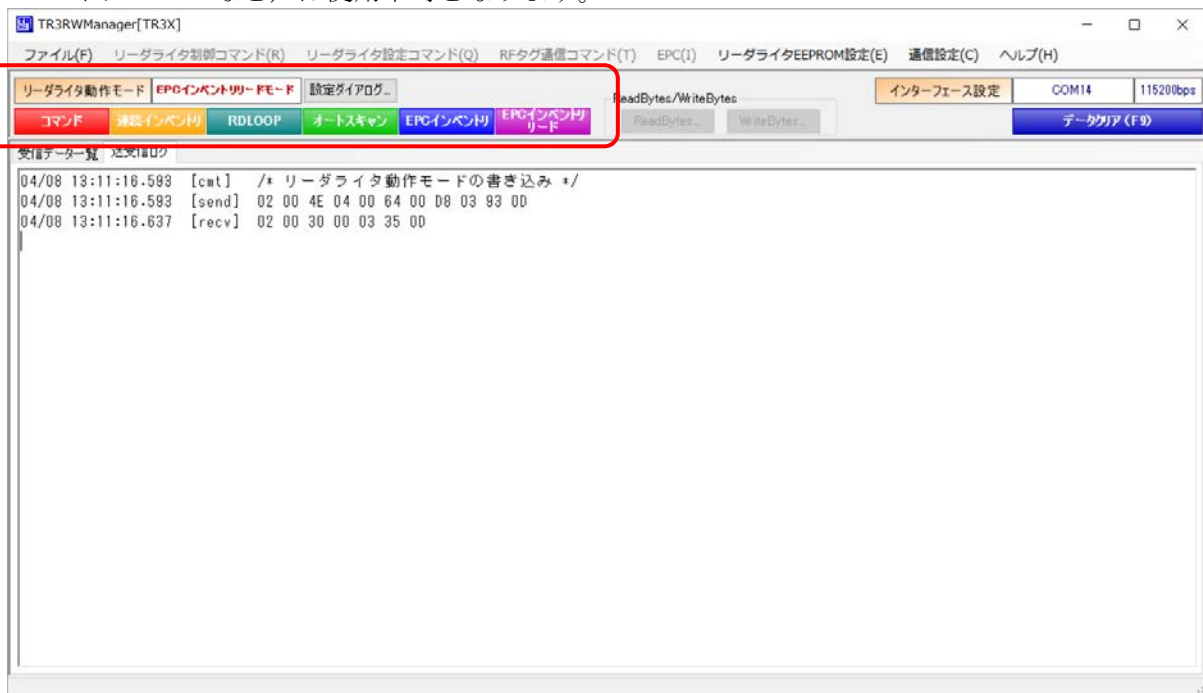 TR3RWManager[TR3X]
ファイル(F) リーダライタ制御コマンド(R) リーダライタ設定コマンド(Q) RFタグ通信コマンド(T) EPC(I) リーダライタEEPROM設定(E) 通信設定(C) ヘルプ(H)
リーダライタ動作モード EPCインベントリリードモード 設定ダイアログ... ReadBytes/WriteBytes インターフェース設定 COM14 115200bps
コマンド 連続インベントリ RDLOOP オートスキャン EPCインベントリ EPCインベントリ
リード ReadBytes... WriteBytes... データクリア(F9)
受信データ一覧 送受信ログ
04/08 13:11:16.593 [cmt] /* リーダライタ動作モードの書き込み */
04/08 13:11:16.593 [send] 02 00 4E 04 00 64 00 D8 03 93 0D
04/08 13:11:16.637 [recv] 02 00 30 00 03 35 0D